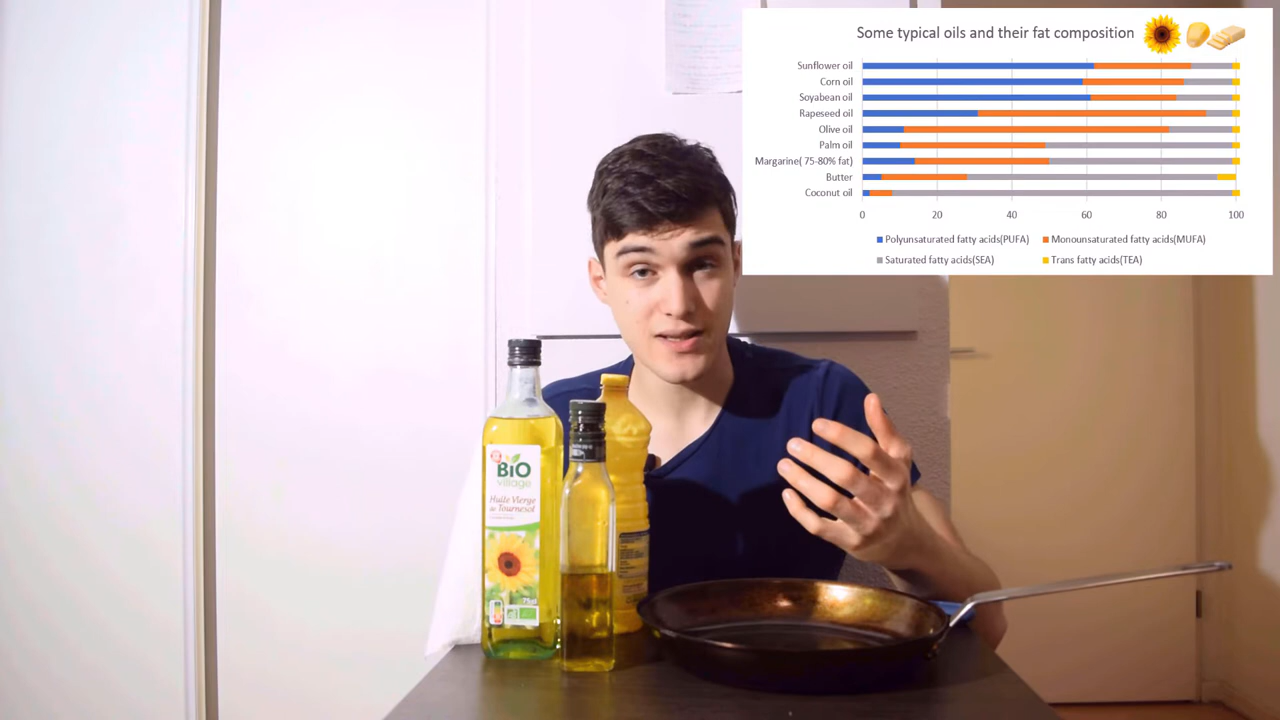 Some typical oils and their fat composition
Sunflower oil
Corn oil
Soyabean oil
Rapeseed oil
Olive oil
Palm oil
Margarine( 75-80% fat)
Butter
Coconut oil
0 20 40 60 80 100
Polyunsaturated fatty acids(PUFA) Monounsaturated fatty acids(MUFA)
Saturated fatty acids(SEA) Trans fatty acids(TEA)
BiO
village
Huile Vierge
de Tournesol
75cl